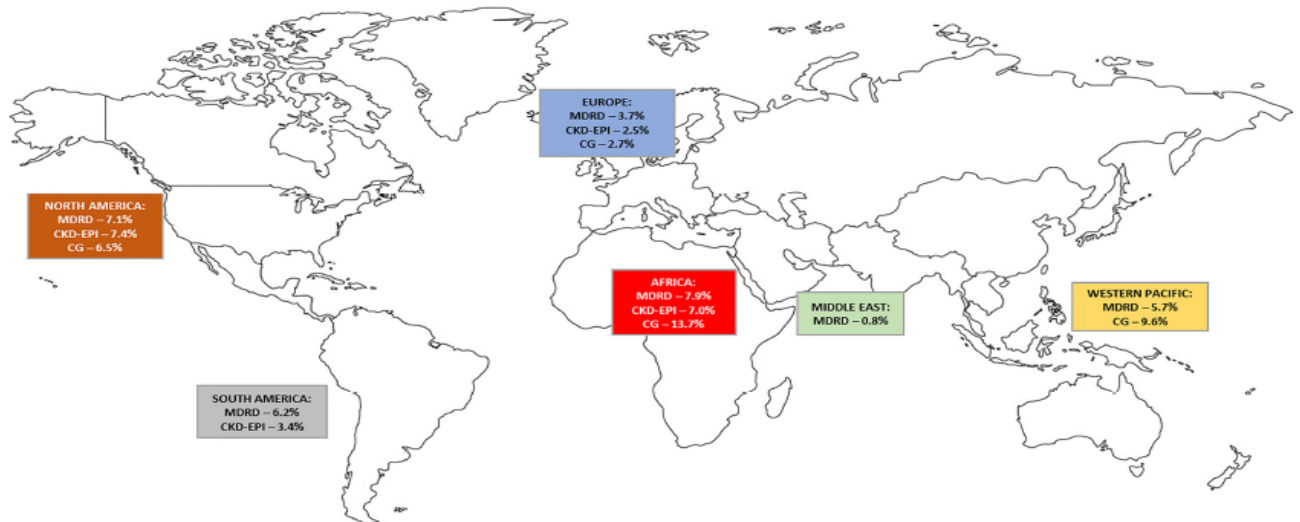 EUROPE:
MDRD – 3.7%
CKD-EPI – 2.5%
CG – 2.7%
NORTH AMERICA:
MDRD – 7.1%
CKD-EPI – 7.4%
CG – 6.5%
AFRICA:
MDRD – 7.9%
CKD-EPI – 7.0%
CG – 13.7%
MIDDLE EAST:
MDRD – 0.8%
WESTERN PACIFIC:
MDRD – 5.7%
CG – 9.6%
SOUTH AMERICA:
MDRD – 6.2%
CKD-EPI – 3.4%